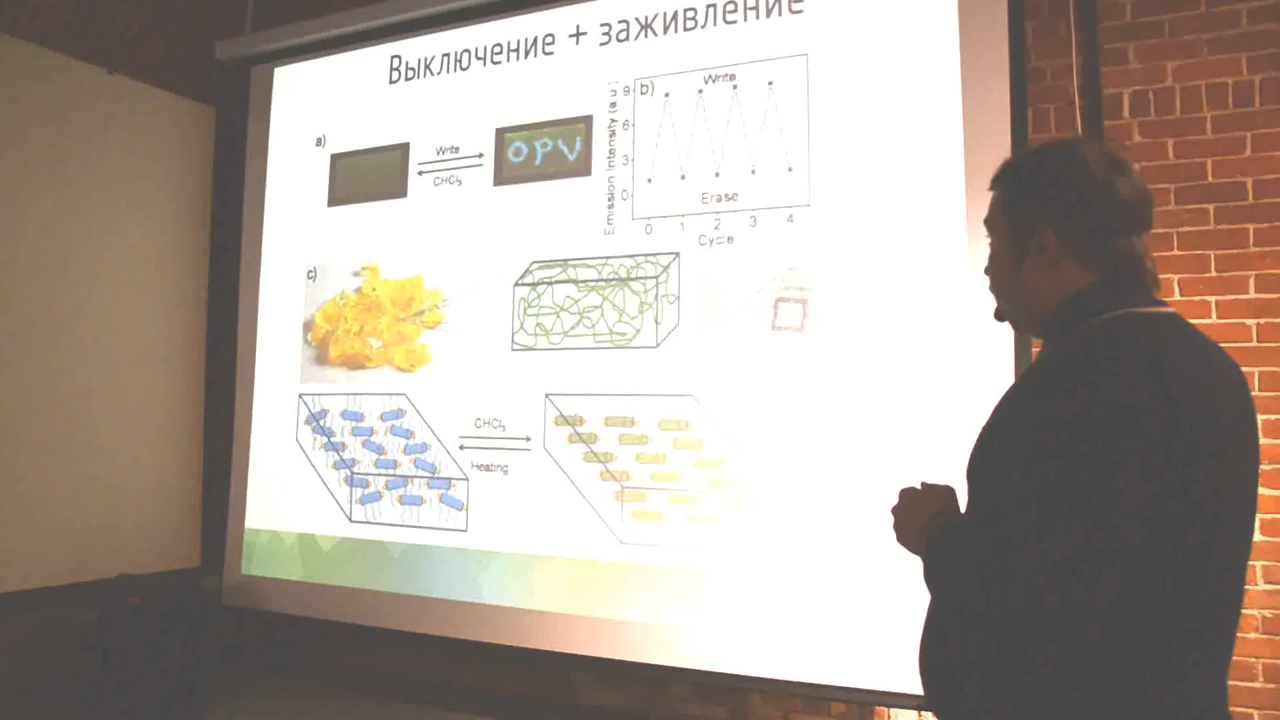 Выключение + заживление
a)
Write
CHCl₃
OPV
b)
Write
Erase
Emission Intensity (a.u.)
9
6
3
0
0 1 2 3 4
Cycle
c)
CHCl₃
Heating